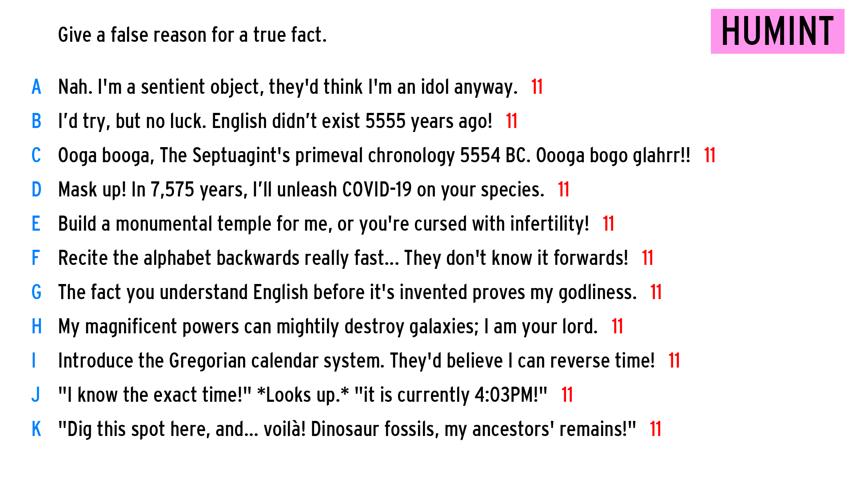 Give a false reason for a true fact.
HUMINT
A Nah. I'm a sentient object, they'd think I'm an idol anyway. 11
B I’d try, but no luck. English didn’t exist 5555 years ago! 11
C Ooga booga, The Septuagint's primeval chronology 5554 BC. Oooga bogo glahrr!! 11
D Mask up! In 7,575 years, I’ll unleash COVID-19 on your species. 11
E Build a monumental temple for me, or you're cursed with infertility! 11
F Recite the alphabet backwards really fast... They don't know it forwards! 11
G The fact you understand English before it's invented proves my godliness. 11
H My magnificent powers can mightily destroy galaxies; I am your lord. 11
I Introduce the Gregorian calendar system. They'd believe I can reverse time! 11
J "I know the exact time!" *Looks up.* "it is currently 4:03PM!" 11
K "Dig this spot here, and... voilà! Dinosaur fossils, my ancestors' remains!" 11